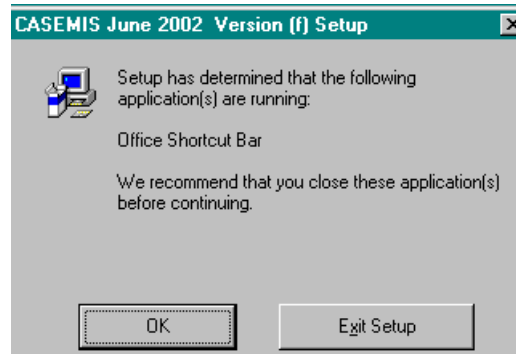 CASEMIS June 2002 Version (f) Setup
Setup has determined that the following
application(s) are running:
Office Shortcut Bar
We recommend that you close these application(s)
before continuing.
OK
Exit Setup